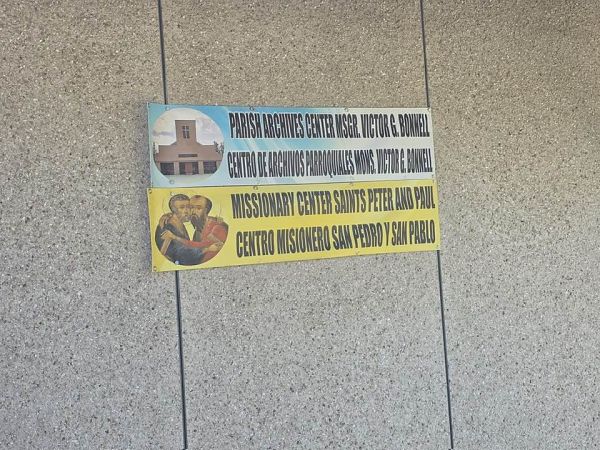 PARISH ARCHIVES CENTER MSGR. VICTOR G. BONNELL
CENTRO DE ARCHIVOS PARROQUIALES MONS. VICTOR G. BONNELL
MISSIONARY CENTER SAINTS PETER AND PAUL
CENTRO MISIONERO SAN PEDRO Y SAN PABLO